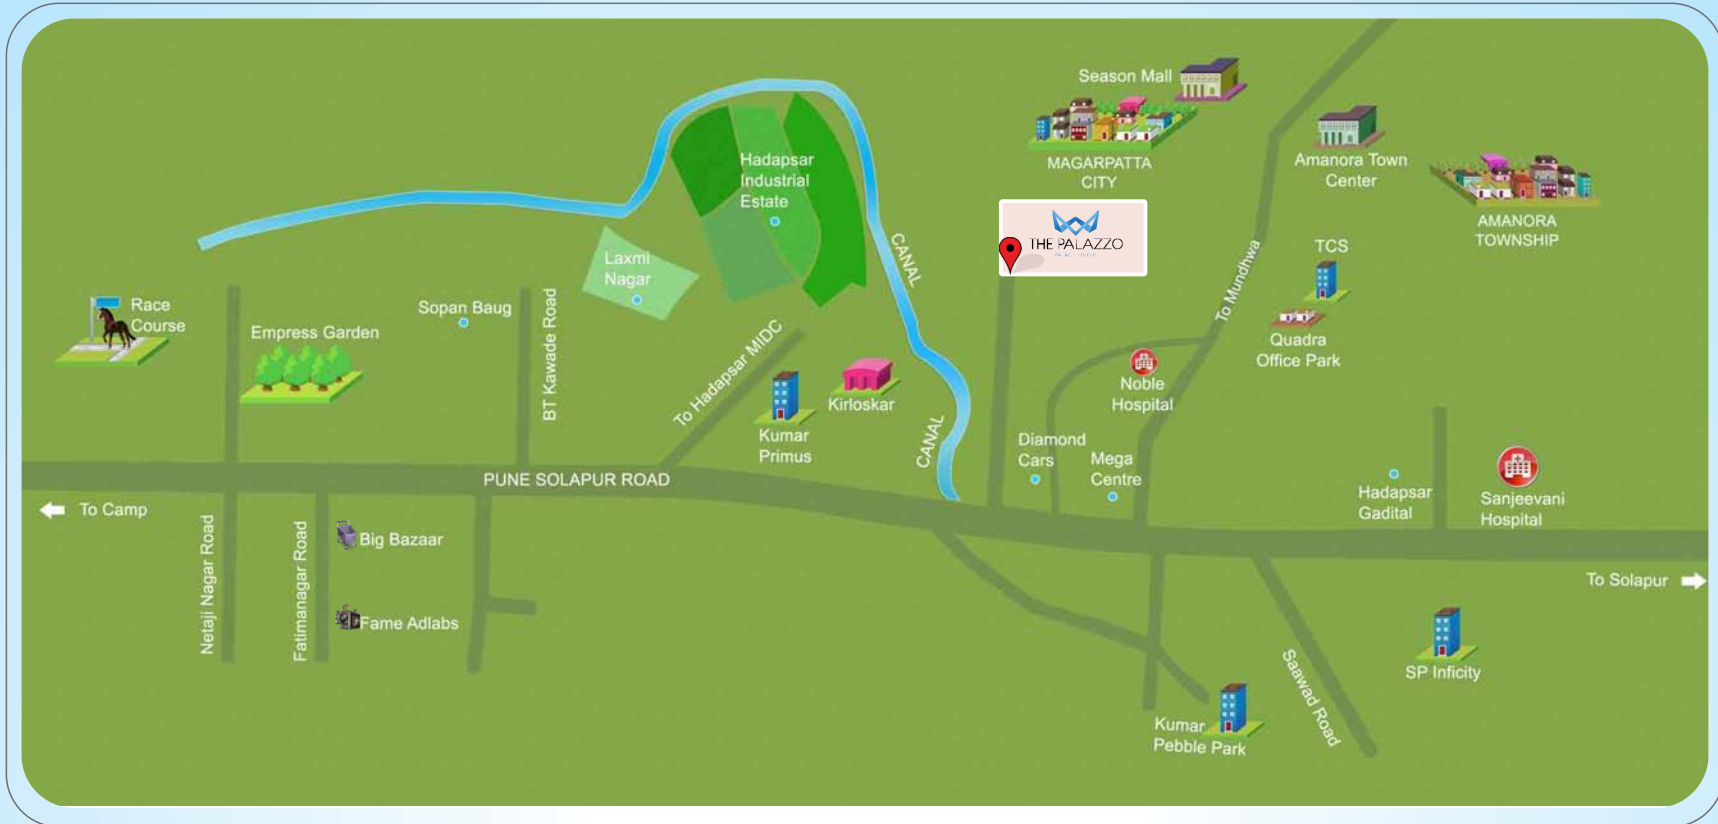 Season Mall
MAGARPATTA
CITY
Amanora Town
Center
AMANORA
TOWNSHIP
Hadapsar
Industrial
Estate
THE PALAZZO
CANAL
To Mundhwa
TCS
Laxmi
Nagar
Race
Course
Empress Garden
Sopan Baug
BT Kawade Road
To Hadapsar MIDC
Quadra
Office Park
Kirloskar
Kumar
Primus
Noble
Hospital
CANAL
Diamond
Cars
Mega
Centre
PUNE SOLAPUR ROAD
Hadapsar
Gadital
Sanjeevani
Hospital
To Camp
Netaji Nagar Road
Fatimanagar Road
Big Bazaar
Fame Adlabs
To Solapur
SP Inficity
Saawad Road
Kumar
Pebble Park